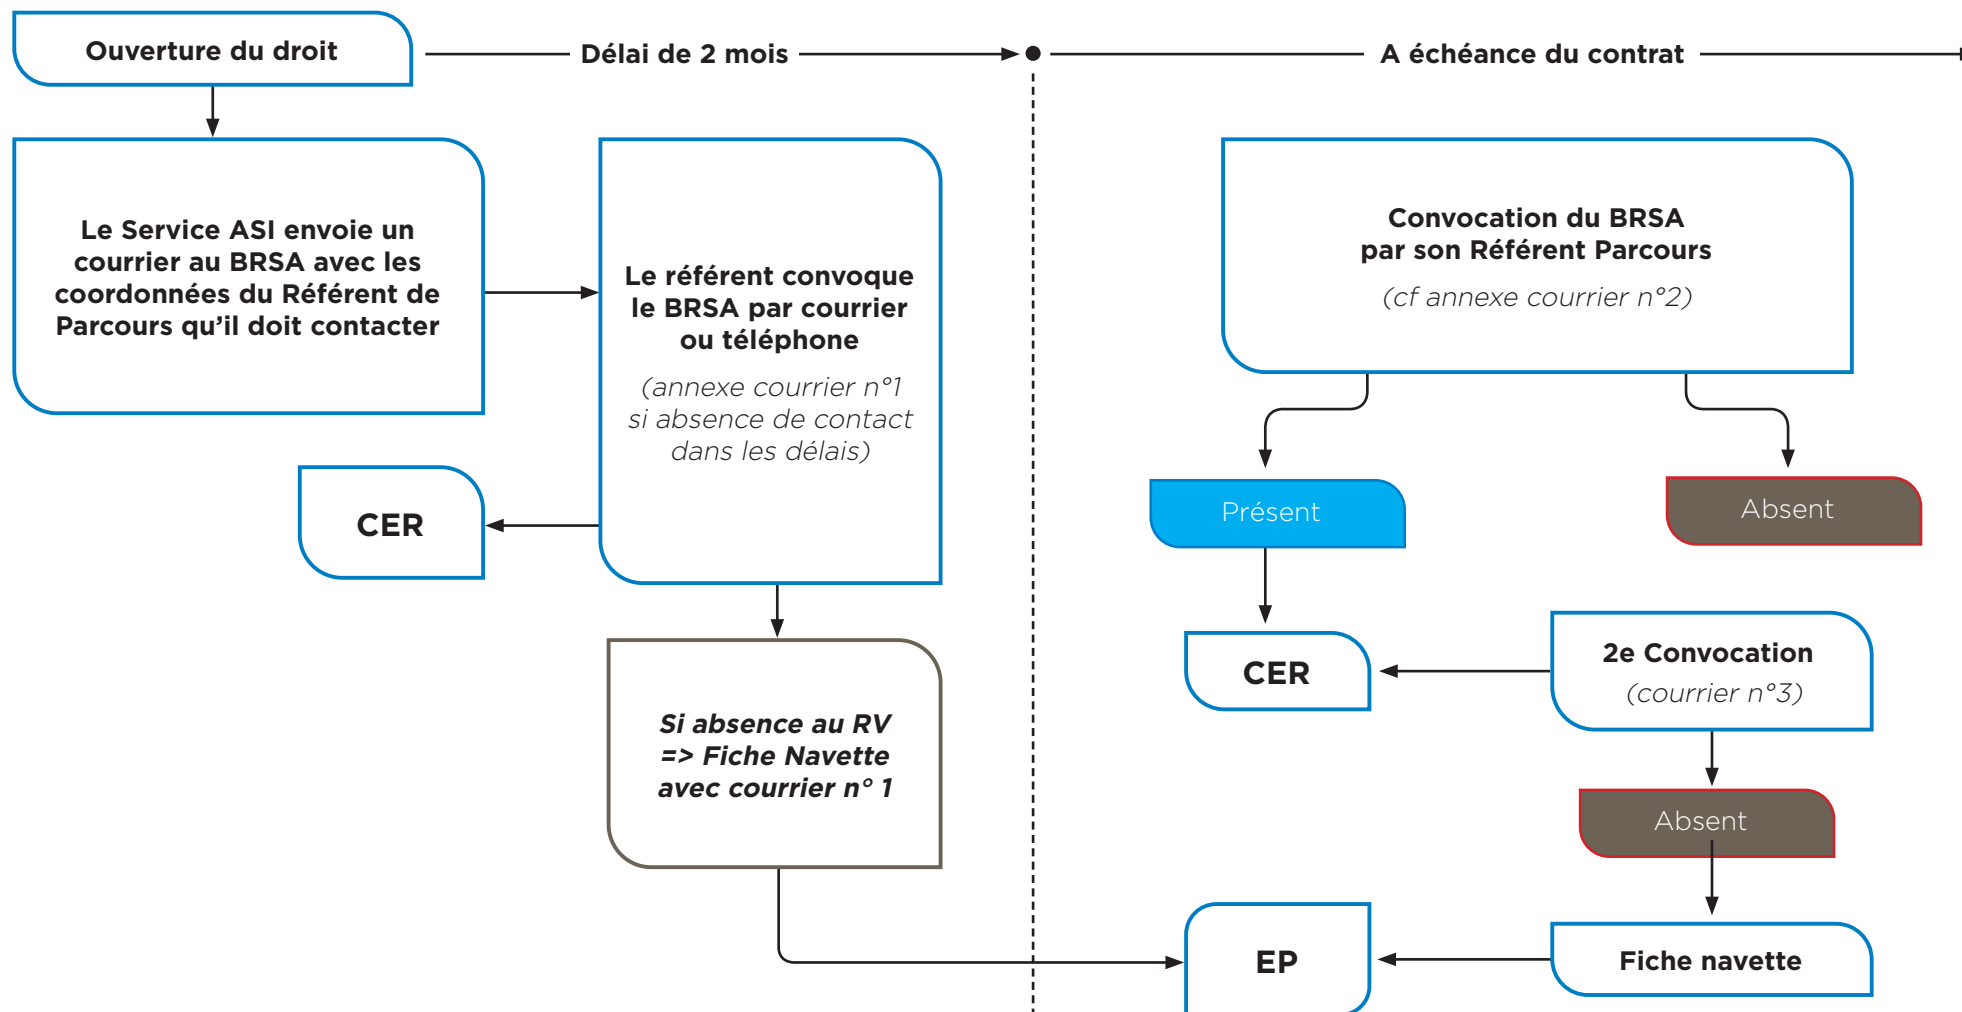 Ouverture du droit
Délai de 2 mois
A échéance du contrat
Le Service ASI envoie un
courrier au BRSA avec les
coordonnées du Référent de
Parcours qu’il doit contacter
Le référent convoque
le BRSA par courrier
ou téléphone
(annexe courrier n°1
si absence de contact
dans les délais)
CER
Si absence au RV
=> Fiche Navette
avec courrier n° 1
Convocation du BRSA
par son Référent Parcours
(cf annexe courrier n°2)
Présent
Absent
CER
2e Convocation
(courrier n°3)
Absent
EP
Fiche navette